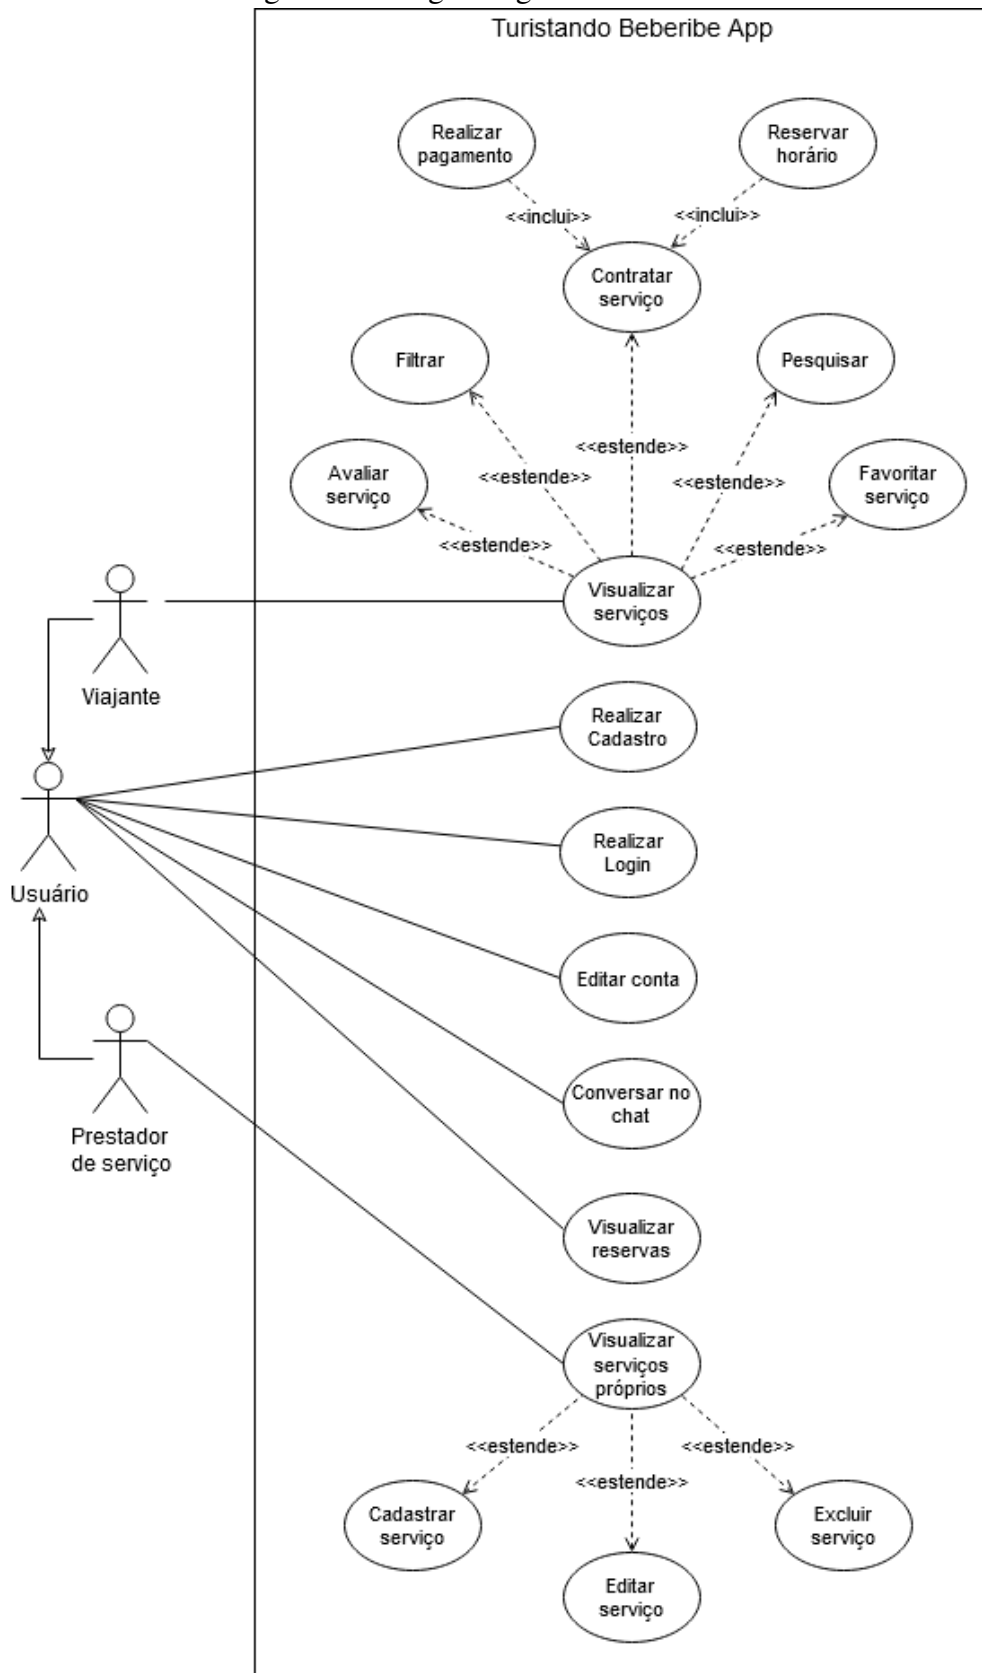 Turistando Beberibe App
Realizar
pagamento
Reservar
horário
<<inclui>>
<<inclui>>
Contratar
serviço
Filtrar
Pesquisar
<<estende>>
Avaliar
serviço
<<estende>>
<<estende>>
Favoritar
serviço
<<estende>>
<<estende>>
Visualizar
serviços
Viajante
Realizar
Cadastro
Realizar
Login
Usuário
Editar conta
Conversar no
chat
Prestador
de serviço
Visualizar
reservas
Visualizar
serviços
próprios
<<estende>>
<<estende>>
<<estende>>
Cadastrar
serviço
Excluir
serviço
Editar
serviço